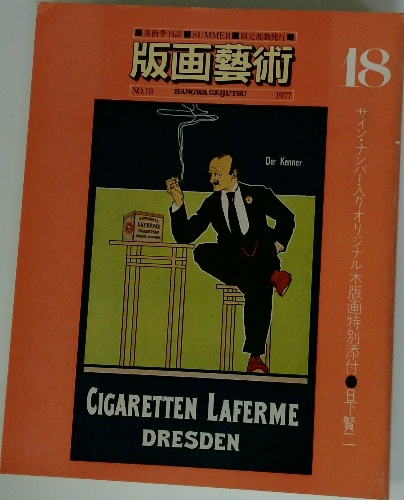 ■美術季刊誌■SUMMER■限定部数発行■
版画藝術
NO.18 HANGWA GEIJUTSU 1977
18
サイン・ナンバー入りオリジナル木版画特別添付●日下賢二
Der Kenner
LAFERME
CIGARETTEN
CIGARETTEN LAFERME
DRESDEN